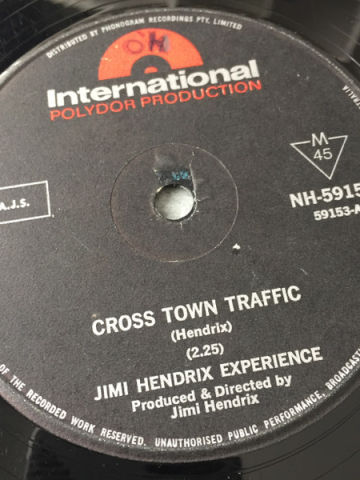 DISTRIBUTED BY PHONOGRAM RECORDINGS PTY. LIMITED
OH
International
POLYDOR PRODUCTION
M
45
A.J.S.
NH-5915
59153-A
CROSS TOWN TRAFFIC
(Hendrix)
(2.25)
JIMI HENDRIX EXPERIENCE
Produced & Directed by
Jimi Hendrix
OF THE RECORDED WORK RESERVED. UNAUTHORISED PUBLIC PERFORMANCE, BROADCAST